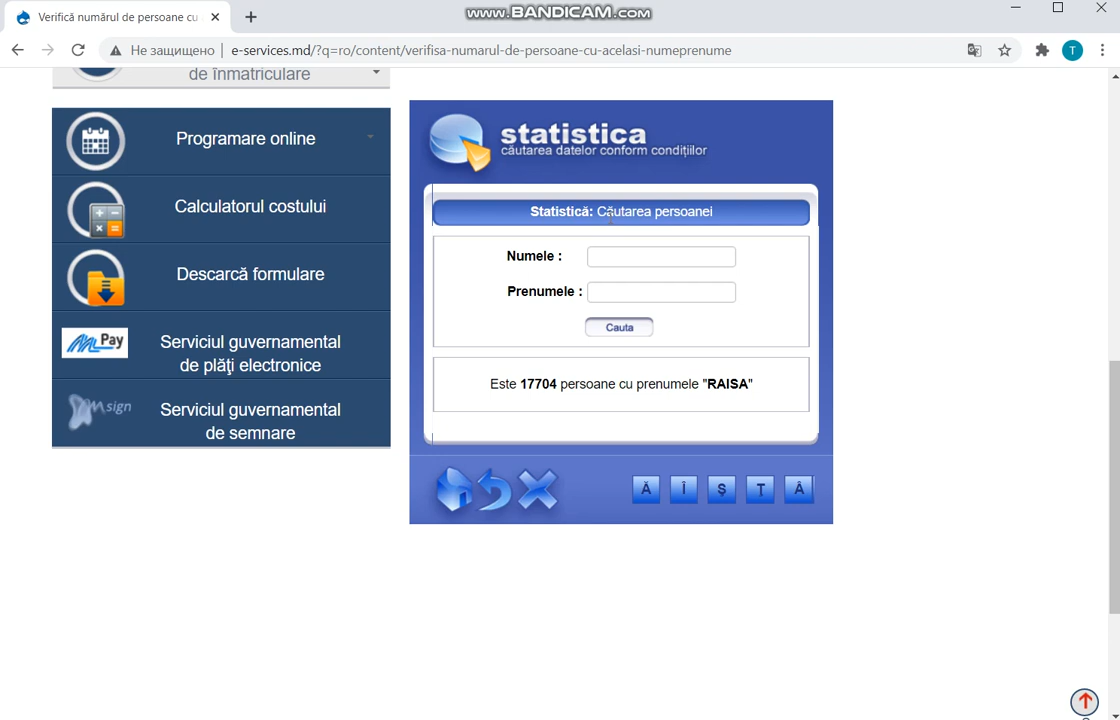 www.BANDICAM.com
Verifică numărul de persoane cu
Не защищено
e-services.md/?q=ro/content/verifisa-numarul-de-persoane-cu-acelasi-numeprenume
T
de înmatriculare
Programare online
Calculatorul costului
Descarcă formulare
Pay
Serviciul guvernamental
de plăţi electronice
Msign
Serviciul guvernamental
de semnare
statistica
căutarea datelor conform condiţiilor
Statistică: Căutarea persoanei
Numele :
Prenumele :
Cauta
Este 17704 persoane cu prenumele "RAISA"
Ă Î Ş Ţ Â